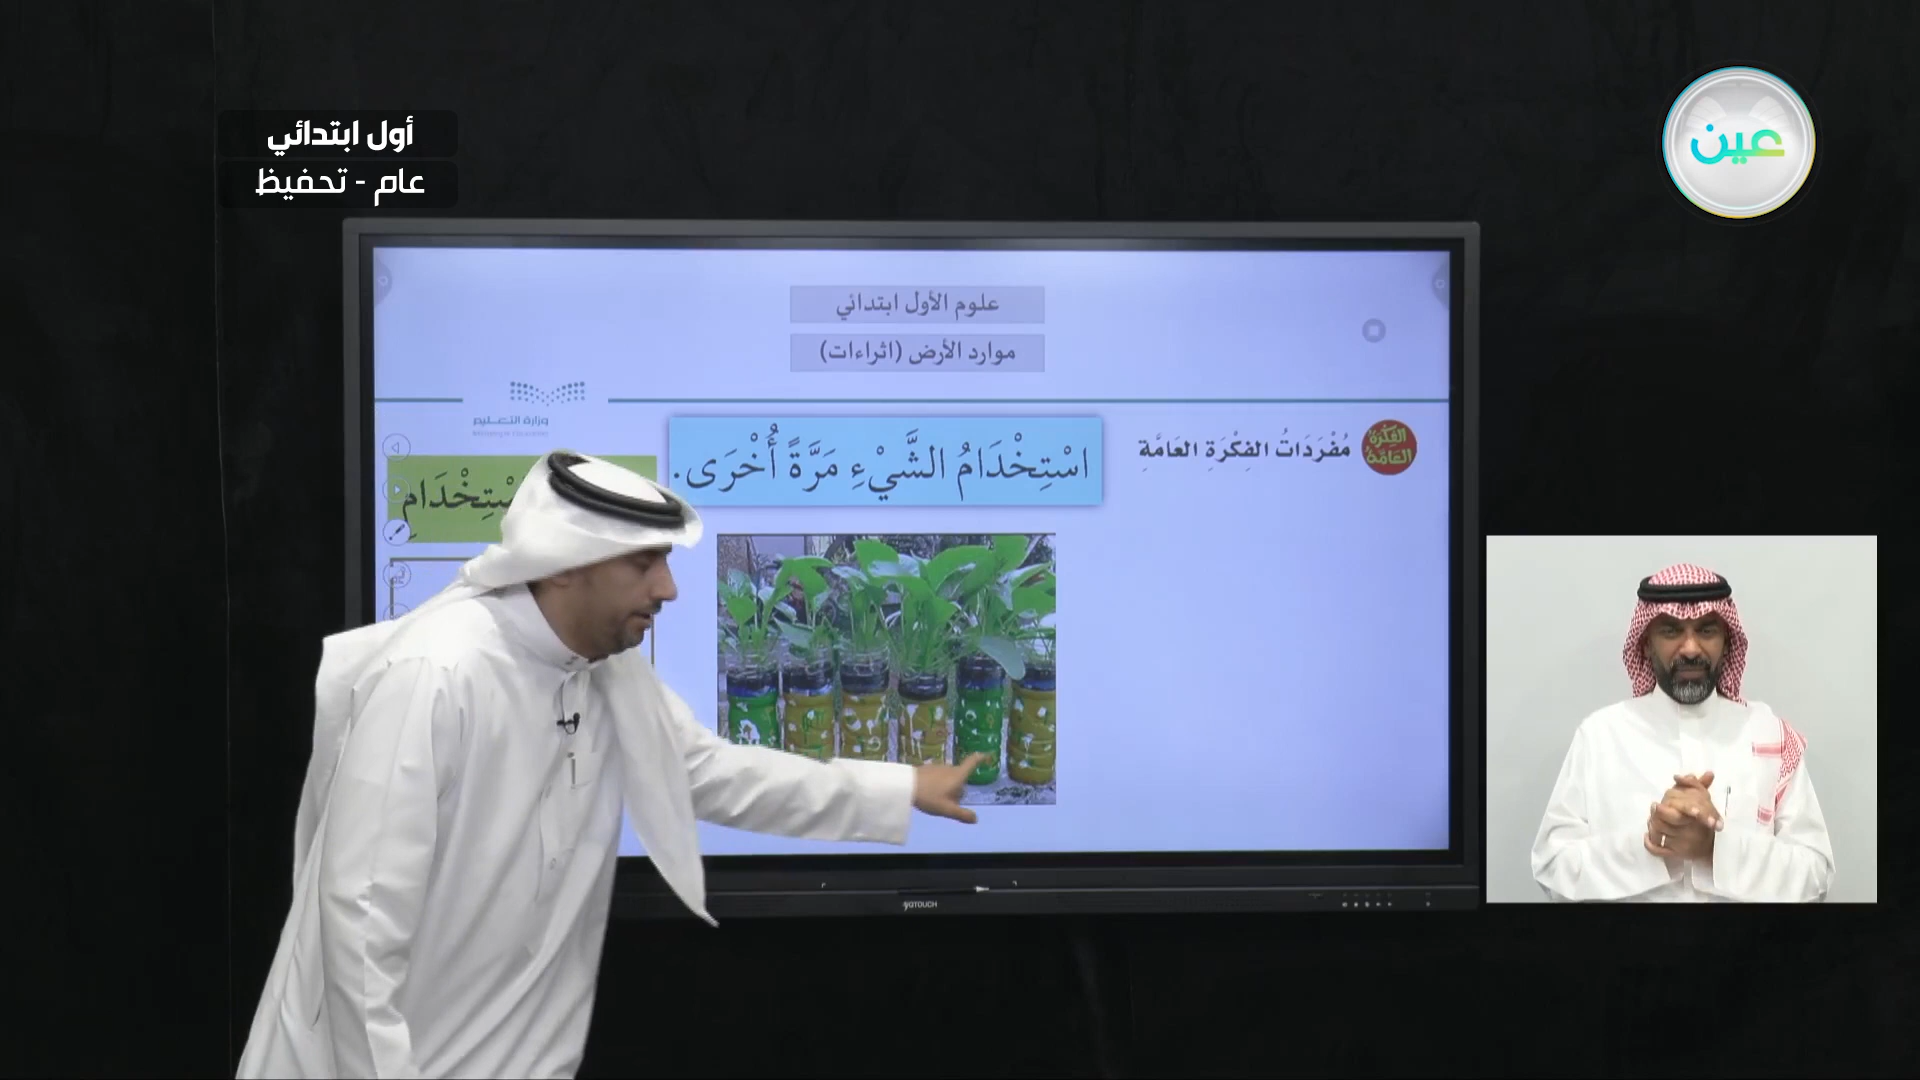 أول ابتدائي
عام - تحفيظ
عين
علوم الأول ابتدائي
موارد الأرض (اثراءات)
وزارة التعليم
الفِكْرَةُ العَامَّةُ
مُفْرَدَاتُ الفِكْرَةِ العَامَّةِ
اسْتِخْدَامُ الشَّيْءِ مَرَّةً أُخْرَى.